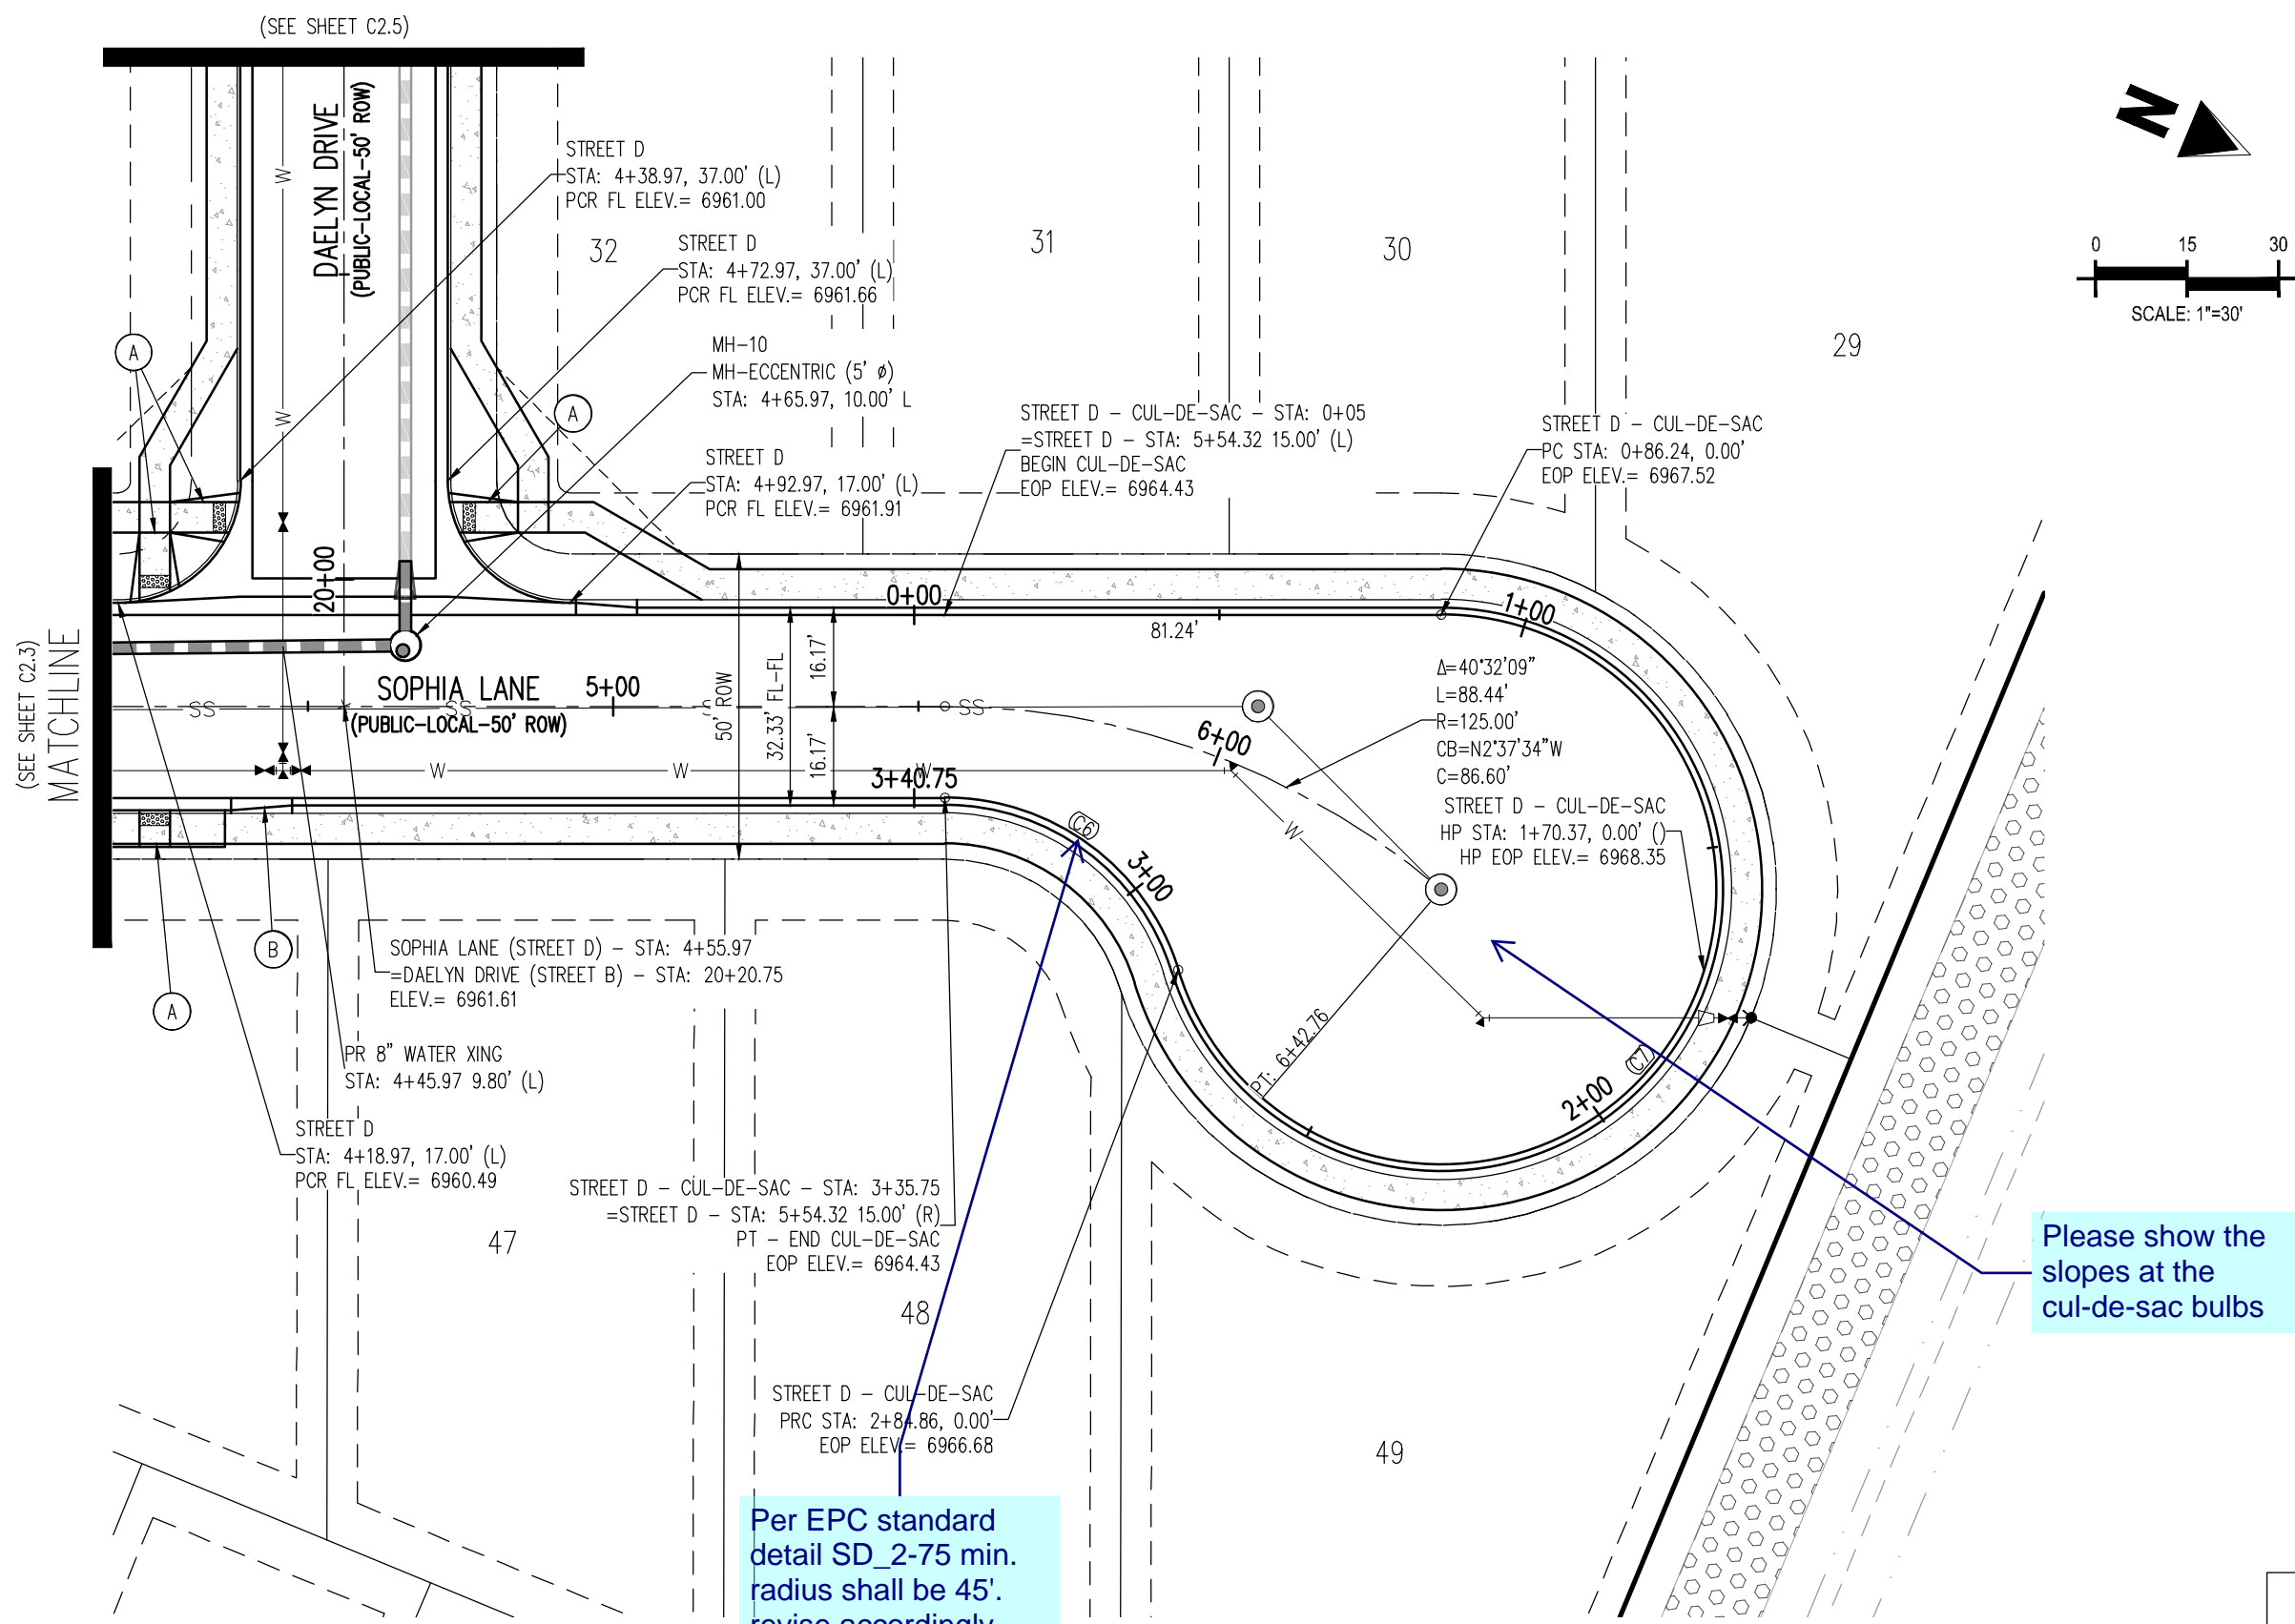 (SEE SHEET C2.5)
DAELYN DRIVE
(PUBLIC-LOCAL-50' ROW)
N
0 15 30
SCALE: 1"=30'
STREET D
STA: 4+38.97, 37.00' (L)
PCR FL ELEV.= 6961.00
32
31
30
29
STREET D
STA: 4+72.97, 37.00' (L)
PCR FL ELEV.= 6961.66
MH-10
MH-ECCENTRIC (5' ø)
STA: 4+65.97, 10.00' L
STREET D
STA: 4+92.97, 17.00' (L)
PCR FL ELEV.= 6961.91
STREET D - CUL-DE-SAC - STA: 0+05
=STREET D - STA: 5+54.32 15.00' (L)
BEGIN CUL-DE-SAC
EOP ELEV.= 6964.43
STREET D - CUL-DE-SAC
PC STA: 0+86.24, 0.00'
EOP ELEV.= 6967.52
A
A
W
W
20+00
0+00
1+00
81.24'
(SEE SHEET C2.3)
MATCHLINE
SOPHIA LANE
(PUBLIC-LOCAL-50' ROW)
5+00
SS
SS
SS
50' ROW
32.33' FL-FL
16.17'
16.17'
6+00
Δ=40°32'09"
L=88.44'
R=125.00'
CB=N2°37'34"W
C=86.60'
W
W
W
W
3+40.75
STREET D - CUL-DE-SAC
HP STA: 1+70.37, 0.00' ()
HP EOP ELEV.= 6968.35
C6
3+00
B
A
SOPHIA LANE (STREET D) - STA: 4+55.97
=DAELYN DRIVE (STREET B) - STA: 20+20.75
ELEV.= 6961.61
PR 8" WATER XING
STA: 4+45.97 9.80' (L)
STREET D
STA: 4+18.97, 17.00' (L)
PCR FL ELEV.= 6960.49
PT: 6+42.76
C7
2+00
STREET D - CUL-DE-SAC - STA: 3+35.75
=STREET D - STA: 5+54.32 15.00' (R)
PT - END CUL-DE-SAC
EOP ELEV.= 6964.43
47
48
49
STREET D - CUL-DE-SAC
PRC STA: 2+84.86, 0.00'
EOP ELEV.= 6966.68
Please show the
slopes at the
cul-de-sac bulbs
Per EPC standard
detail SD_2-75 min.
radius shall be 45'.
revise accordingly